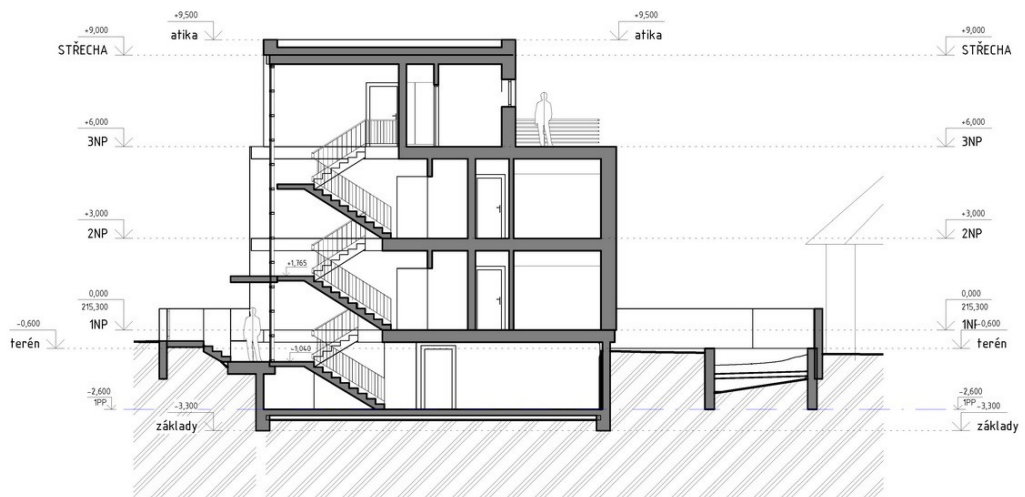 +9,500
atika
+9,500
atika
+9,000
STŘECHA
+9,000
STŘECHA
+6,000
3NP
+6,000
3NP
+3,000
2NP
+3,000
2NP
+1,765
0,000
215,300
1NP
0,000
215,300
1NP
-0,600
terén
-0,600
terén
-1,040
-2,600
1PP
-2,600
1PP
-3,300
základy
-3,300
základy